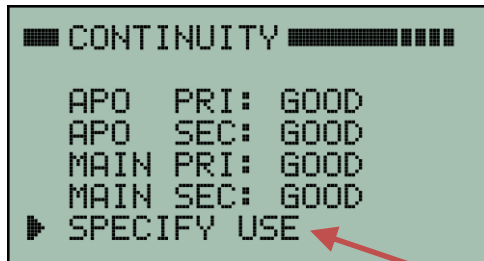 CONTINUITY
APO PRI: GOOD
APO SEC: GOOD
MAIN PRI: GOOD
MAIN SEC: GOOD
SPECIFY USE